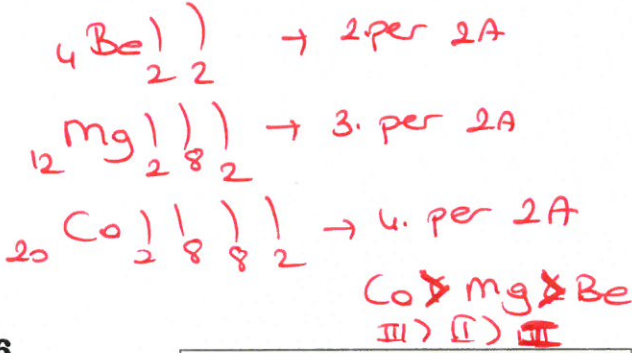 4Be)) → 2.per 2A
2 2
12Mg))) → 3. per 2A
2 8 2
20Ca)))) → 4. per 2A
2 8 8 2
Ca > Mg > Be
III > II >